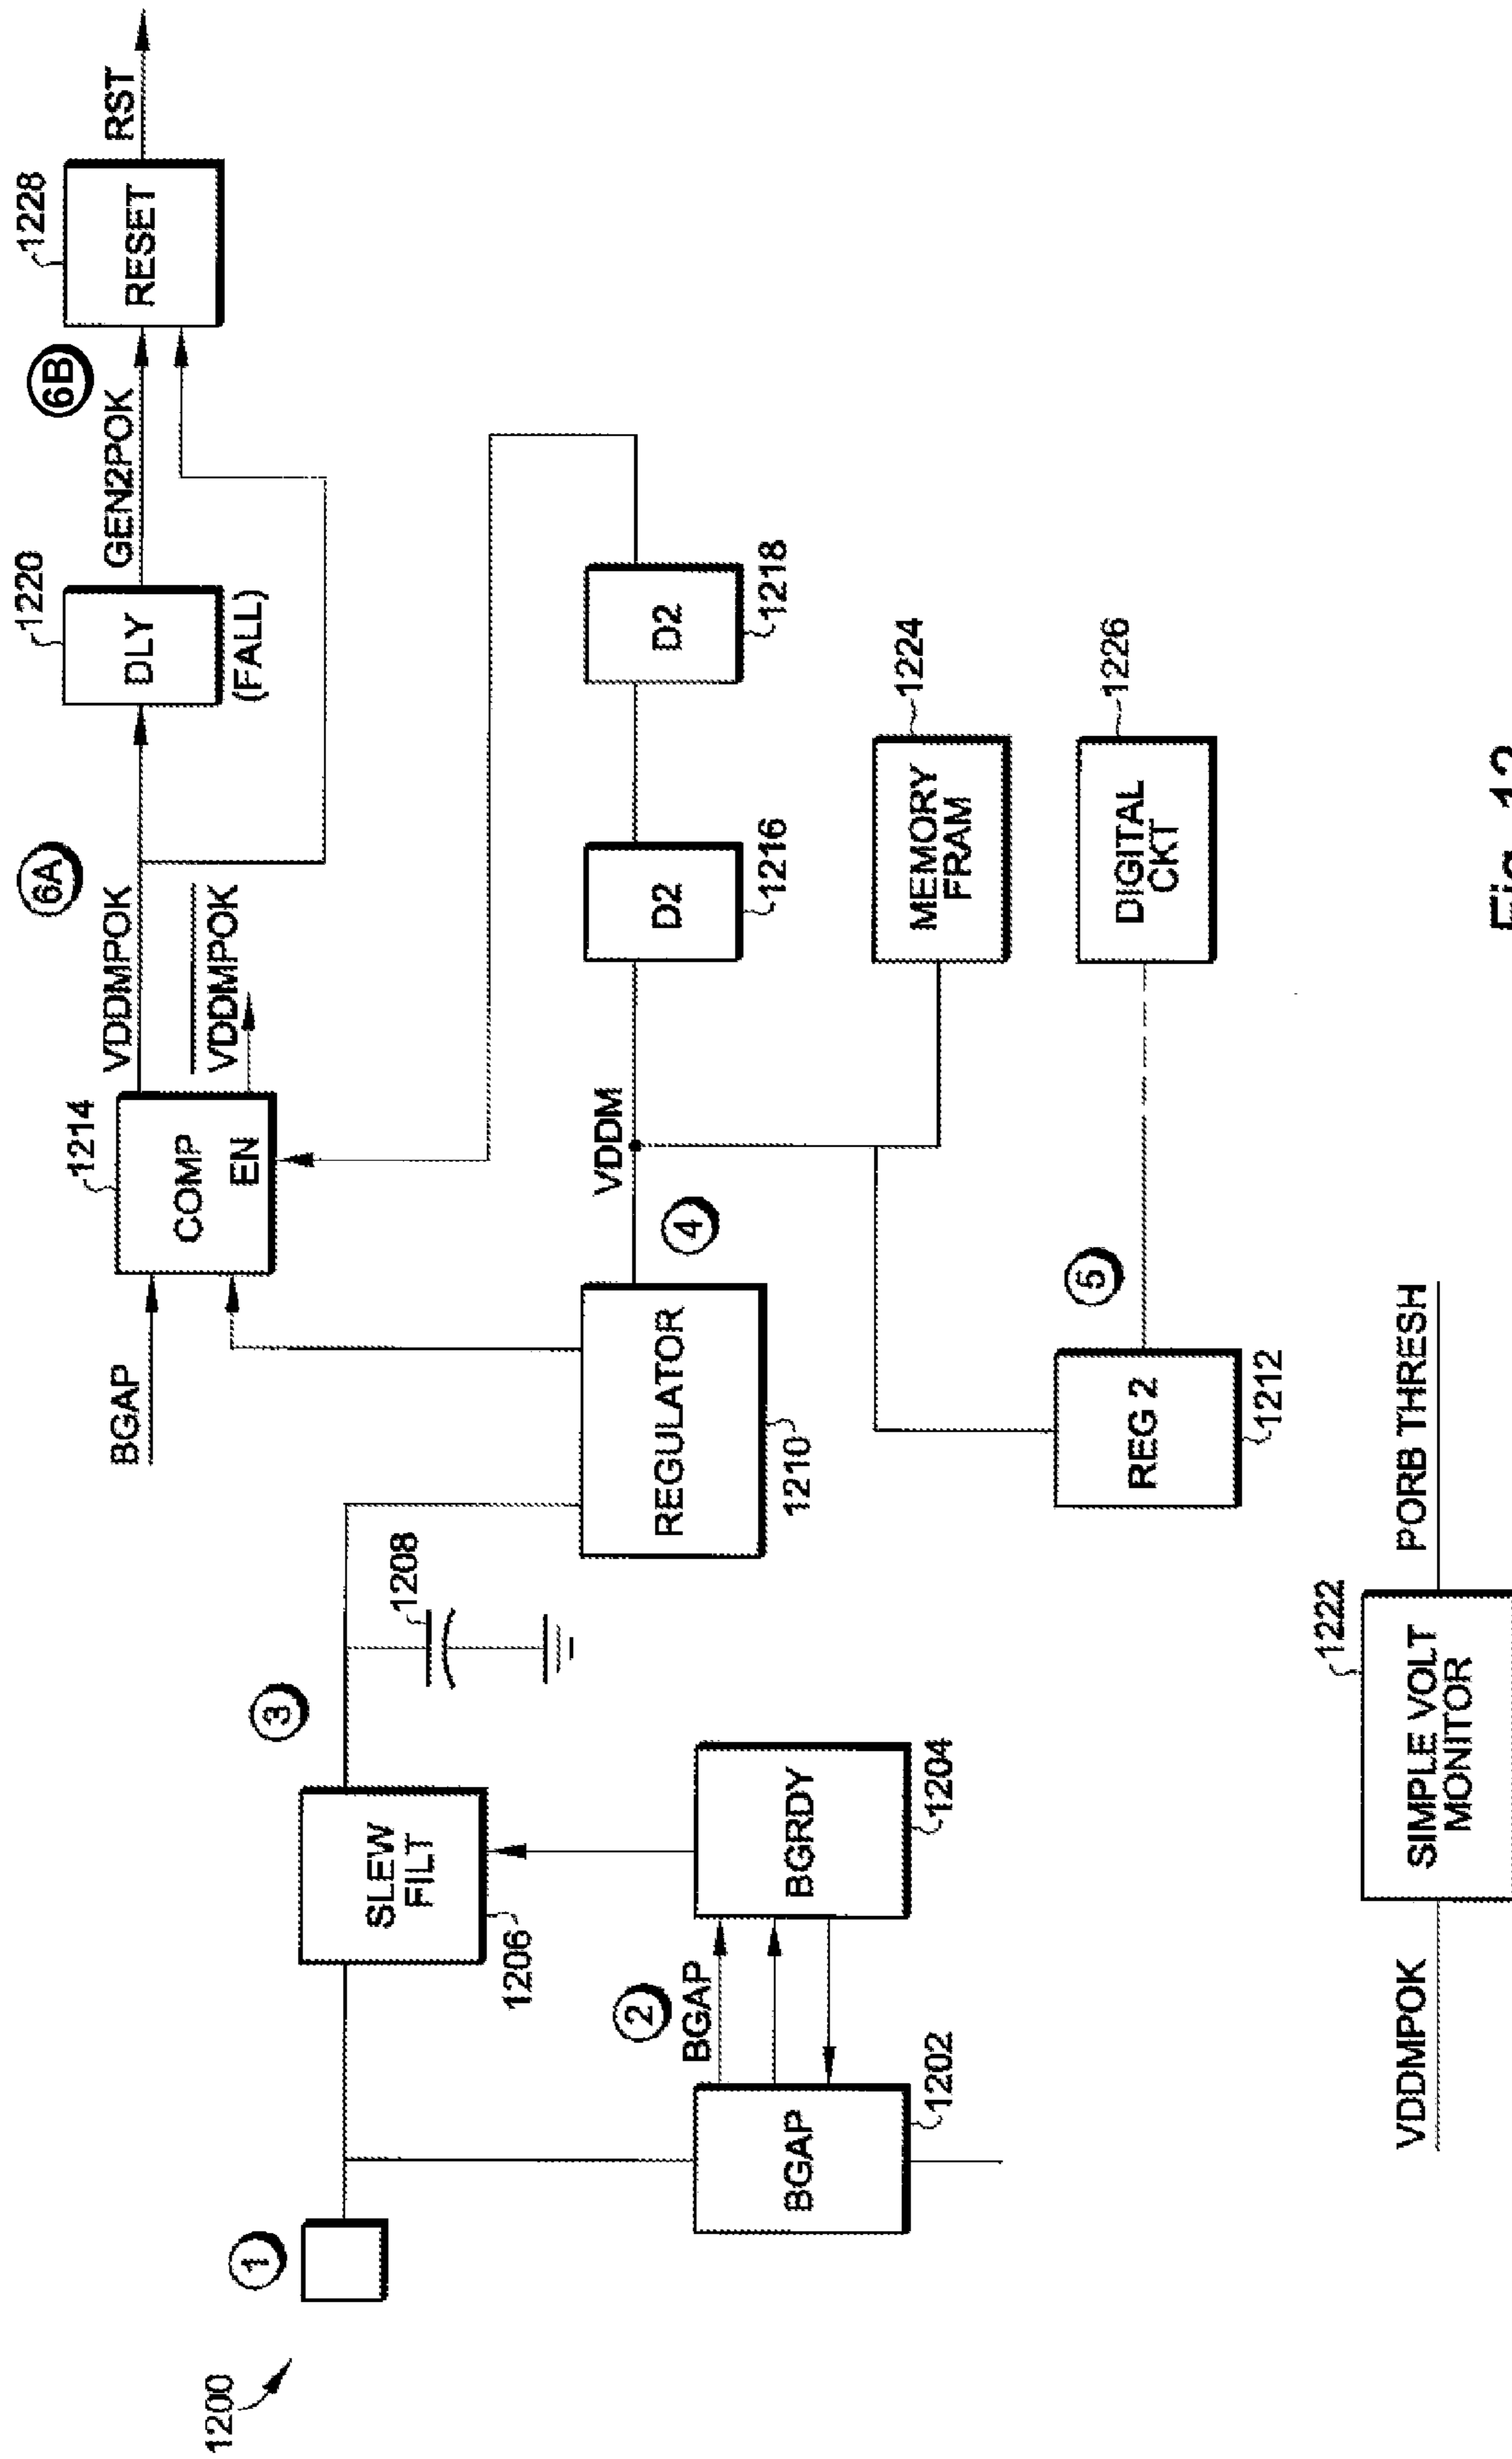 1200
1
SLEW
FILT
1206
3
1208
2
BGAP
BGAP
1202
BGRDY
1204
BGAP
COMP
EN
1214
VDDMPOK
VDDMPOK
6A
DLY
1220
(FALL)
GEN2POK
6B
RESET
1228
RST
REGULATOR
1210
4
VDDM
D2
1216
D2
1218
MEMORY
FRAM
1224
REG 2
1212
5
DIGITAL
CKT
1226
VDDMPOK
SIMPLE VOLT
MONITOR
1222
PORB THRESH